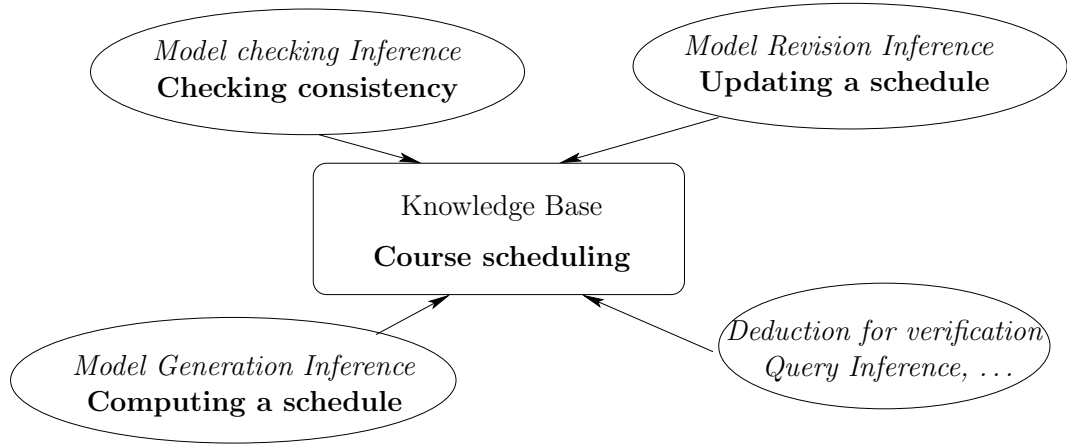 Model checking Inference
Checking consistency
Model Revision Inference
Updating a schedule
Knowledge Base
Course scheduling
Model Generation Inference
Computing a schedule
Deduction for verification
Query Inference, ...